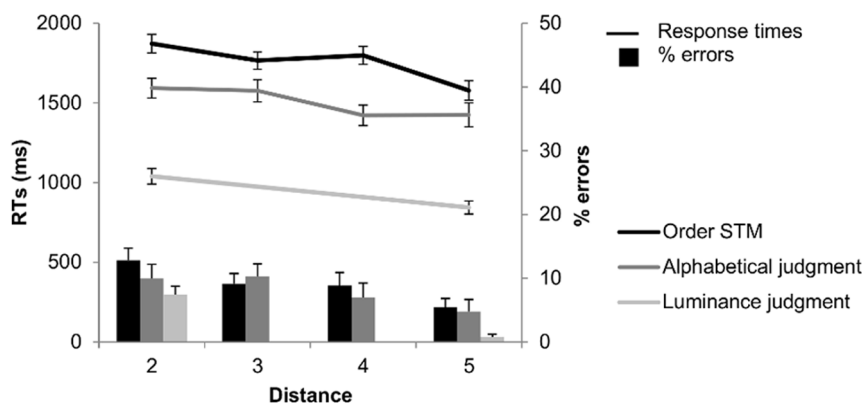 2000
1500
1000
500
0
RTs (ms)
50
40
30
20
10
0
% errors
2 3 4 5
Distance
Response times
% errors
Order STM
Alphabetical judgment
Luminance judgment